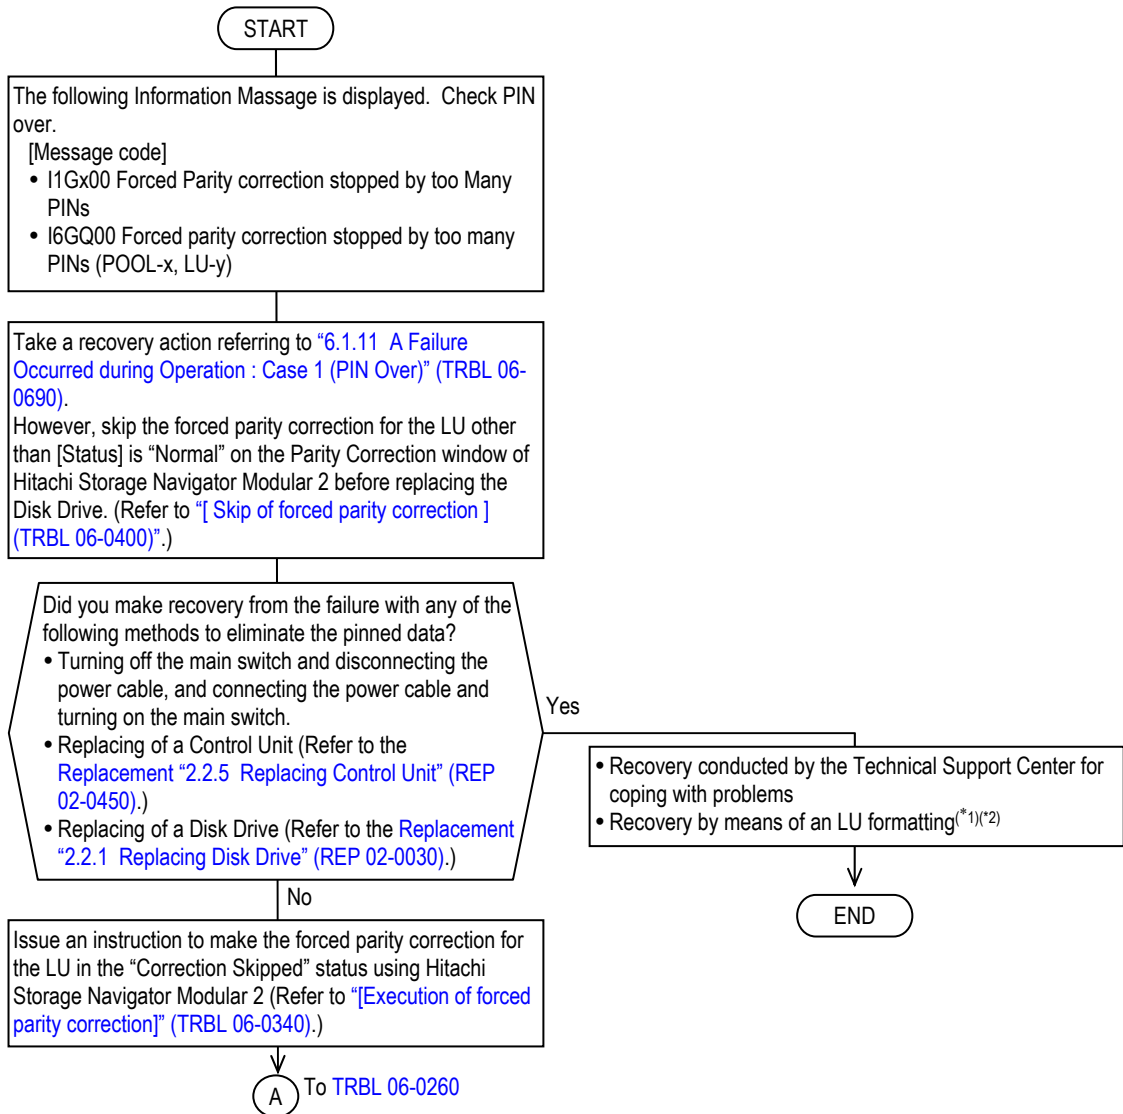 START
The following Information Massage is displayed.  Check PIN
over.
[Message code]
• I1Gx00 Forced Parity correction stopped by too Many
PINs
• I6GQ00 Forced parity correction stopped by too many
PINs (POOL-x, LU-y)
Take a recovery action referring to “6.1.11  A Failure
Occurred during Operation : Case 1 (PIN Over)” (TRBL 06-
0690).
However, skip the forced parity correction for the LU other
than [Status] is “Normal” on the Parity Correction window of
Hitachi Storage Navigator Modular 2 before replacing the
Disk Drive. (Refer to “[ Skip of forced parity correction ]
(TRBL 06-0400)”.)
Did you make recovery from the failure with any of the
following methods to eliminate the pinned data?
• Turning off the main switch and disconnecting the
power cable, and connecting the power cable and
turning on the main switch.
• Replacing of a Control Unit (Refer to the
Replacement “2.2.5  Replacing Control Unit” (REP
02-0450).)
• Replacing of a Disk Drive (Refer to the Replacement
“2.2.1  Replacing Disk Drive” (REP 02-0030).)
Yes
• Recovery conducted by the Technical Support Center for
coping with problems
• Recovery by means of an LU formatting(*1)(*2)
END
No
Issue an instruction to make the forced parity correction for
the LU in the “Correction Skipped” status using Hitachi
Storage Navigator Modular 2 (Refer to “[Execution of forced
parity correction]” (TRBL 06-0340).)
A
To TRBL 06-0260